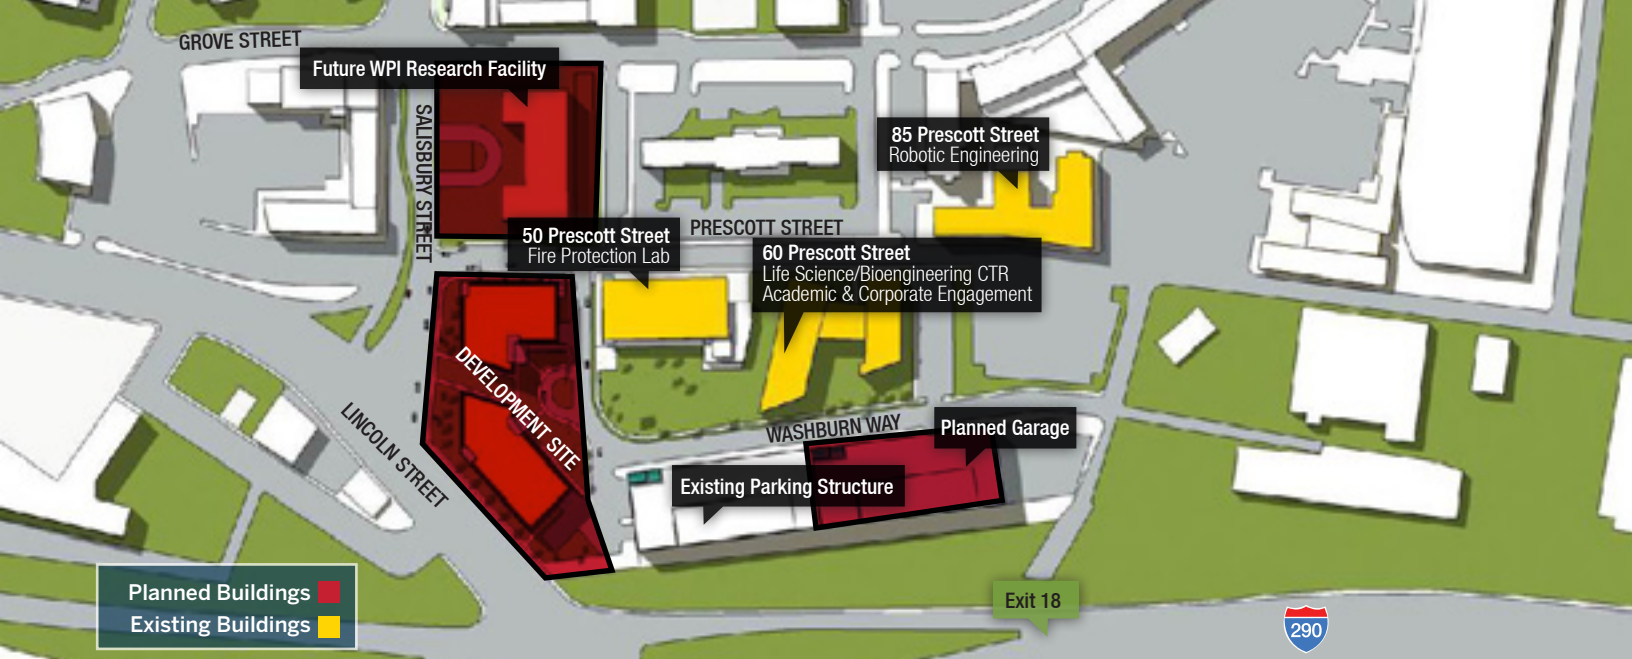 GROVE STREET
Future WPI Research Facility
SALISBURY STREET
85 Prescott Street
Robotic Engineering
50 Prescott Street
Fire Protection Lab
PRESCOTT STREET
60 Prescott Street
Life Science/Bioengineering CTR
Academic & Corporate Engagement
DEVELOPMENT SITE
LINCOLN STREET
WASHBURN WAY
Planned Garage
Existing Parking Structure
Planned Buildings
Existing Buildings
Exit 18
290